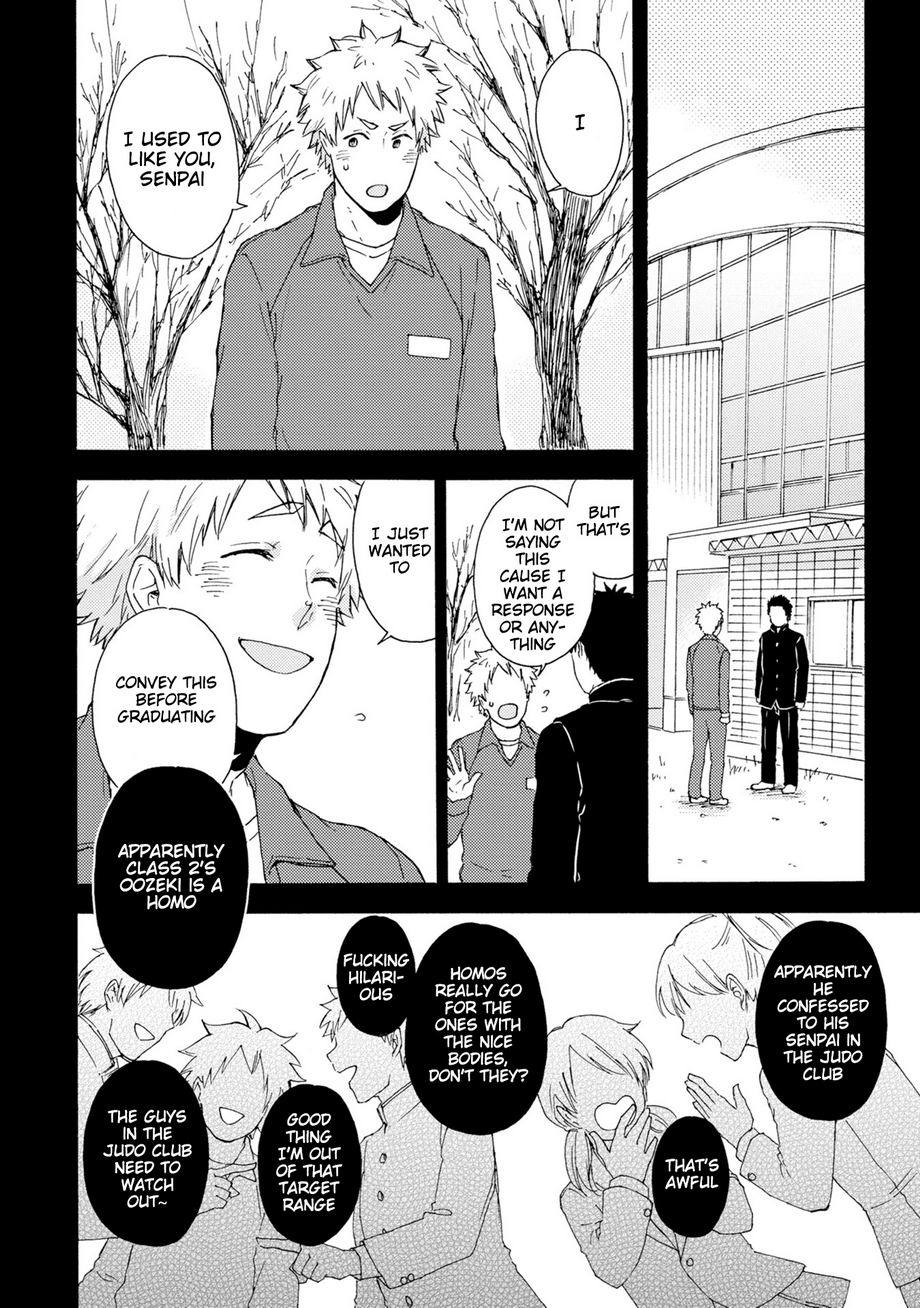 I
I USED TO
LIKE YOU,
SENPAI
BUT
THAT'S
I'M NOT
SAYING
THIS
CAUSE I
WANT A
RESPONSE
OR ANY-
THING
I JUST
WANTED
TO
CONVEY THIS
BEFORE
GRADUATING
APPARENTLY
CLASS 2'S
OOZEKI IS A
HOMO
APPARENTLY
HE
CONFESSED
TO HIS
SENPAI IN
THE JUDO
CLUB
THAT'S
AWFUL
HOMOS
REALLY GO
FOR THE
ONES WITH
THE NICE
BODIES,
DON'T THEY?
FUCKING
HILARI-
OUS
GOOD
THING
I'M OUT
OF THAT
TARGET
RANGE
THE GUYS
IN THE
JUDO CLUB
NEED TO
WATCH
OUT~